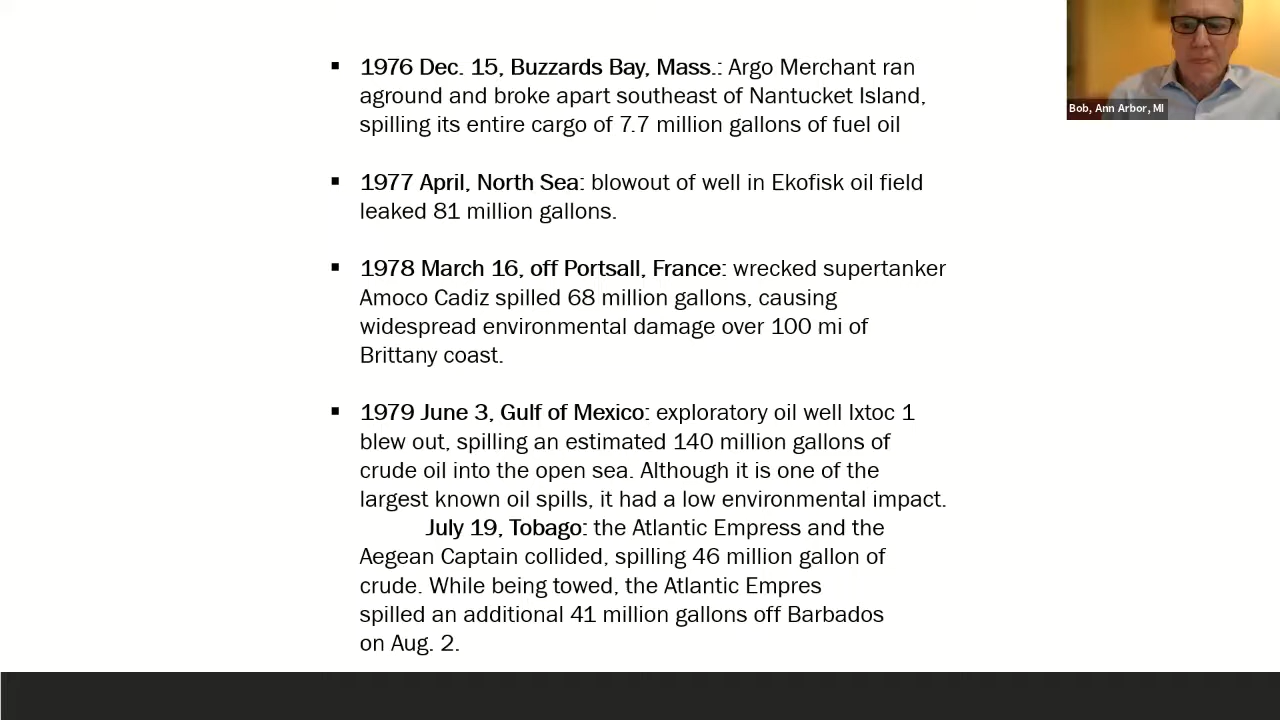 ▪ 1976 Dec. 15, Buzzards Bay, Mass.: Argo Merchant ran
aground and broke apart southeast of Nantucket Island,
spilling its entire cargo of 7.7 million gallons of fuel oil
▪ 1977 April, North Sea: blowout of well in Ekofisk oil field
leaked 81 million gallons.
▪ 1978 March 16, off Portsall, France: wrecked supertanker
Amoco Cadiz spilled 68 million gallons, causing
widespread environmental damage over 100 mi of
Brittany coast.
▪ 1979 June 3, Gulf of Mexico: exploratory oil well Ixtoc 1
blew out, spilling an estimated 140 million gallons of
crude oil into the open sea. Although it is one of the
largest known oil spills, it had a low environmental impact.
July 19, Tobago: the Atlantic Empress and the
Aegean Captain collided, spilling 46 million gallon of
crude. While being towed, the Atlantic Empres
spilled an additional 41 million gallons off Barbados
on Aug. 2.
Bob, Ann Arbor, MI